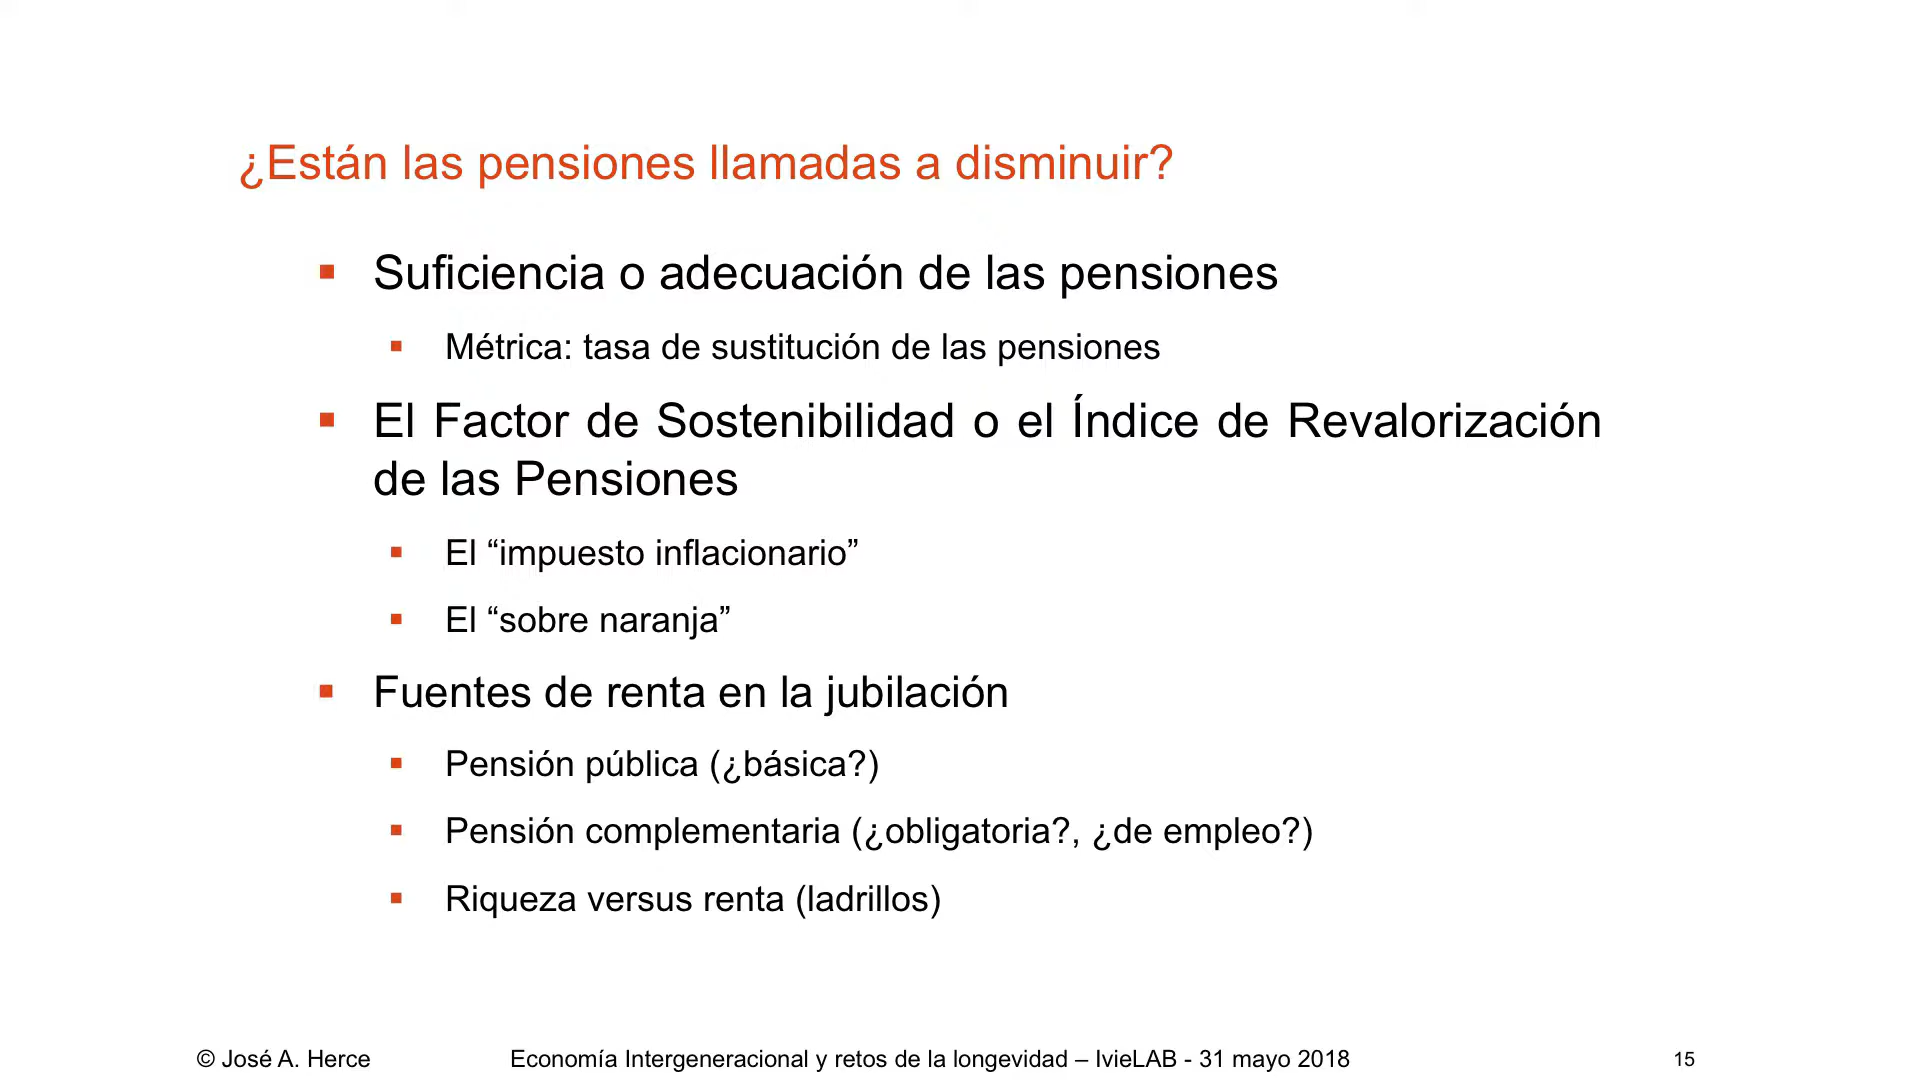 ¿Están las pensiones llamadas a disminuir?
Suficiencia o adecuación de las pensiones
Métrica: tasa de sustitución de las pensiones
El Factor de Sostenibilidad o el Índice de Revalorización
de las Pensiones
El “impuesto inflacionario”
El “sobre naranja”
Fuentes de renta en la jubilación
Pensión pública (¿básica?)
Pensión complementaria (¿obligatoria?, ¿de empleo?)
Riqueza versus renta (ladrillos)
© José A. Herce Economía Intergeneracional y retos de la longevidad – IvieLAB - 31 mayo 2018 15